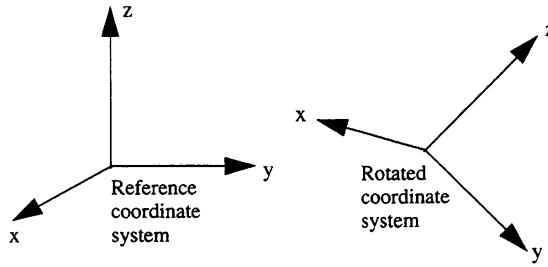 z
y
x
Reference
coordinate
system
z
x
y
Rotated
coordinate
system